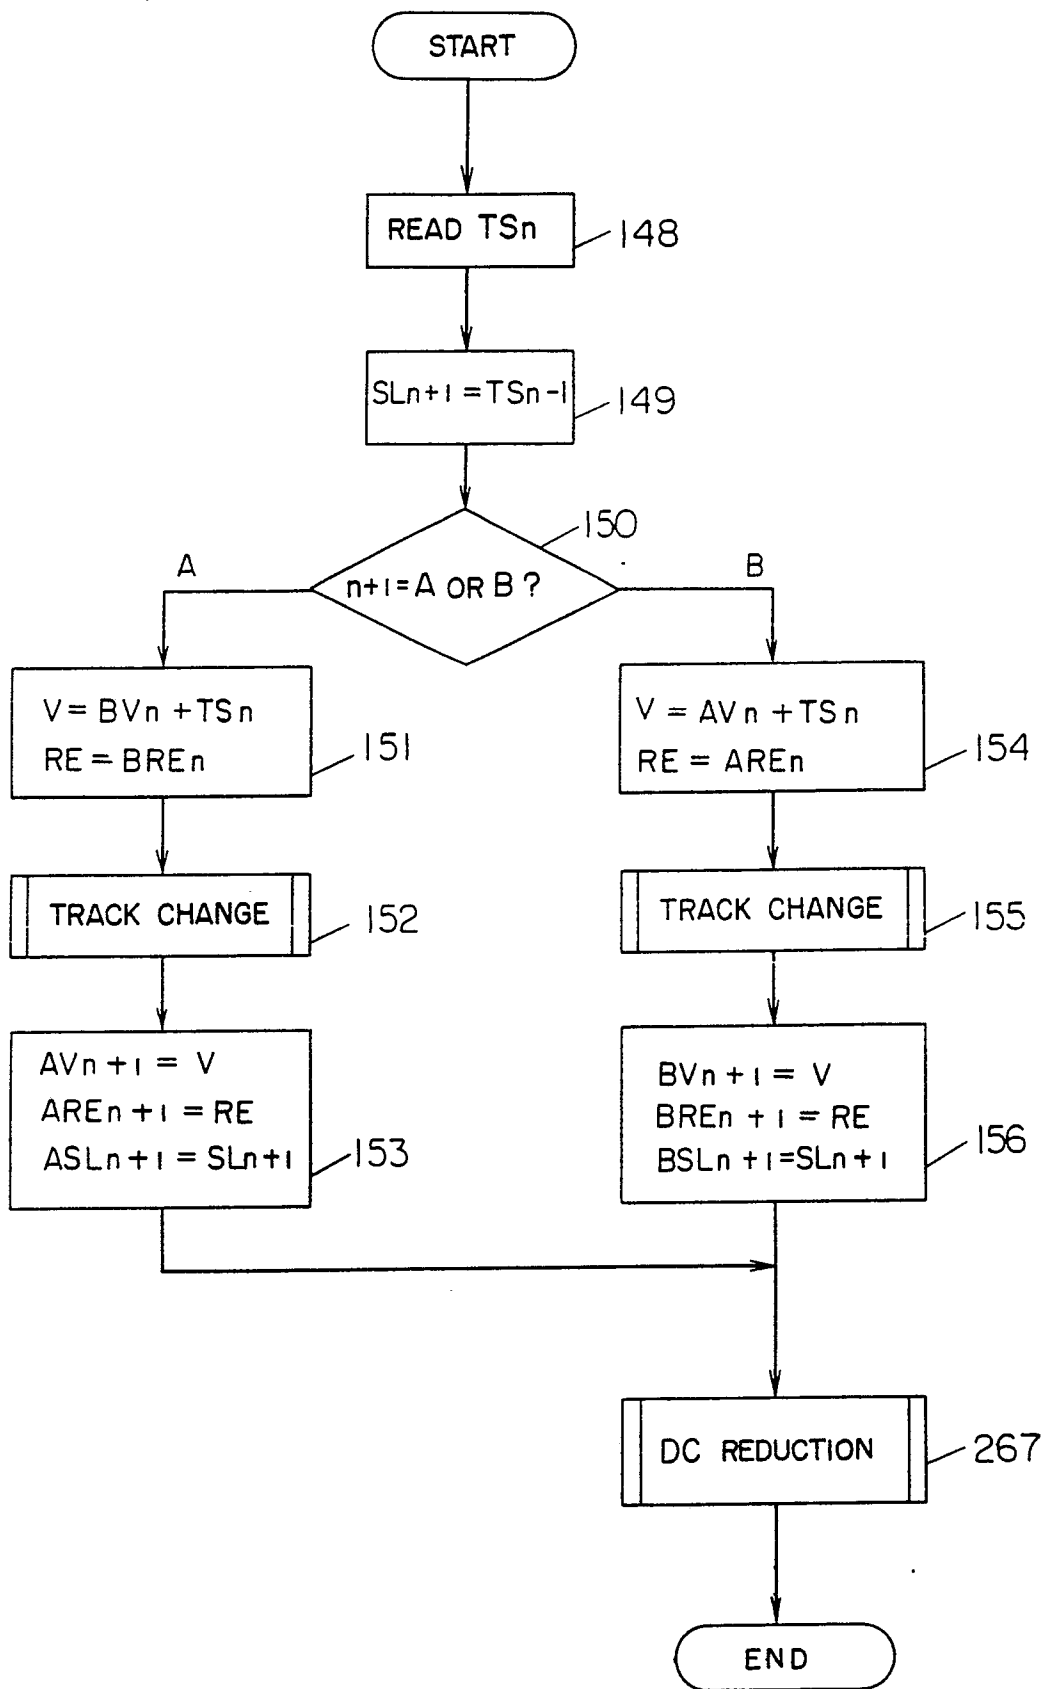 START
READ TSn
148
SLn+1 = TSn-1
149
150
n+1 = A OR B ?
A
B
V = BVn + TSn
RE = BREn
151
V = AVn + TSn
RE = AREn
154
TRACK CHANGE
152
TRACK CHANGE
155
AVn+1 = V
AREn+1 = RE
ASLn+1 = SLn+1
153
BVn+1 = V
BREn+1 = RE
BSLn+1=SLn+1
156
DC REDUCTION
267
END